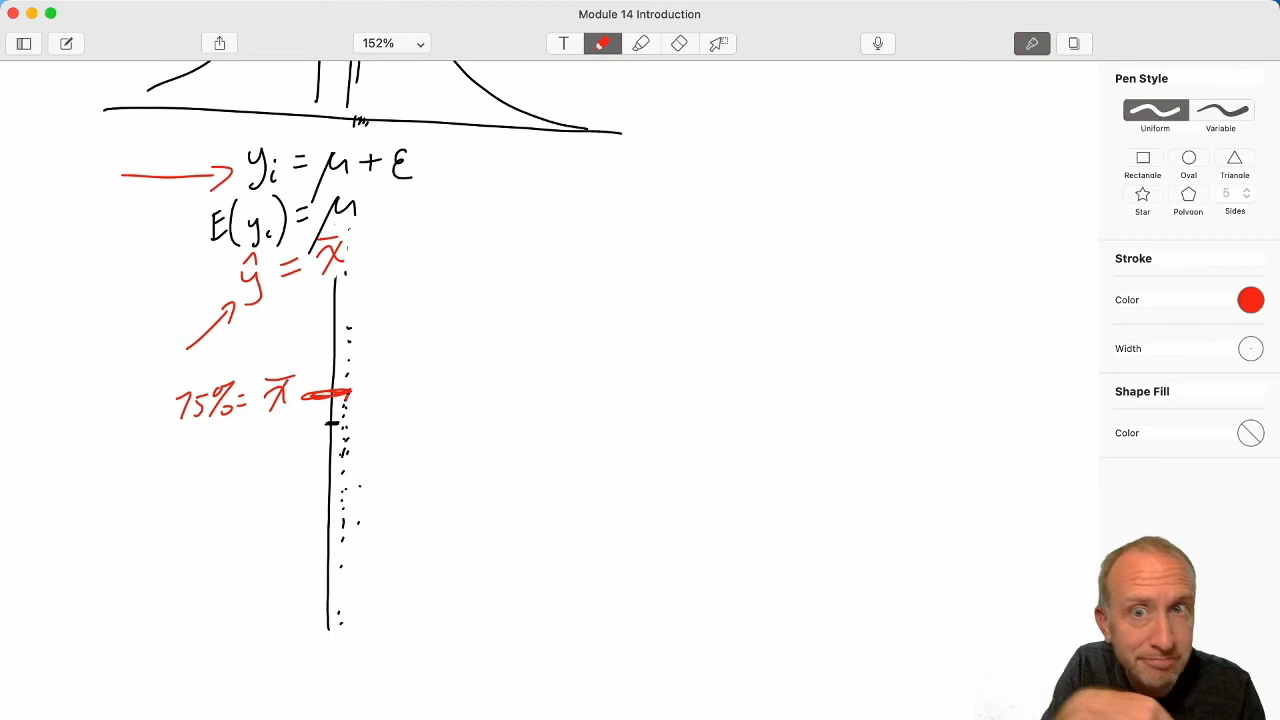 Module 14 Introduction
152%
T
Pen Style
Uniform
Variable
Rectangle
Oval
Triangle
5
Star
Polygon
Sides
Stroke
Color
Width
Shape Fill
Color
yᵢ = μ + ε
E(yᵢ) = μ
ŷ = x̄
75% = x̄